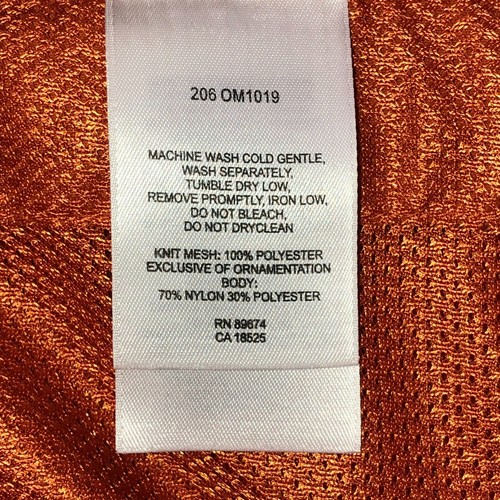 206 OM1019
MACHINE WASH COLD GENTLE,
WASH SEPARATELY,
TUMBLE DRY LOW,
REMOVE PROMPTLY, IRON LOW,
DO NOT BLEACH,
DO NOT DRYCLEAN
KNIT MESH: 100% POLYESTER
EXCLUSIVE OF ORNAMENTATION
BODY:
70% NYLON 30% POLYESTER
RN 89674
CA 18525